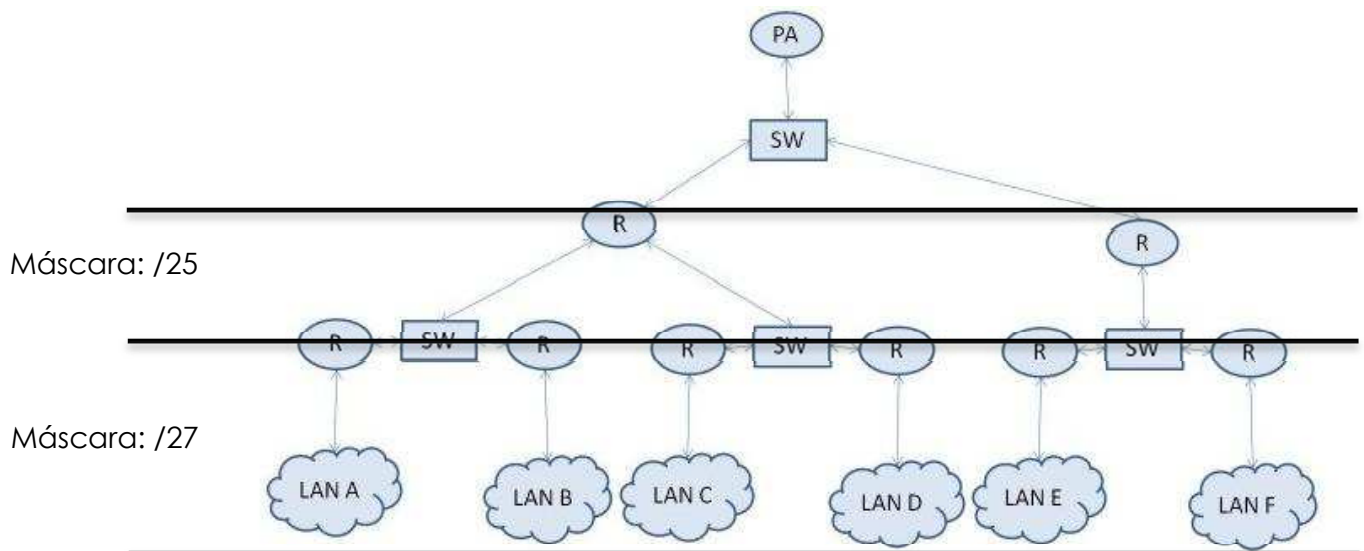 PA
SW
R
R
Máscara: /25
R
SW
R
R
SW
R
R
SW
R
Máscara: /27
LAN A
LAN B
LAN C
LAN D
LAN E
LAN F